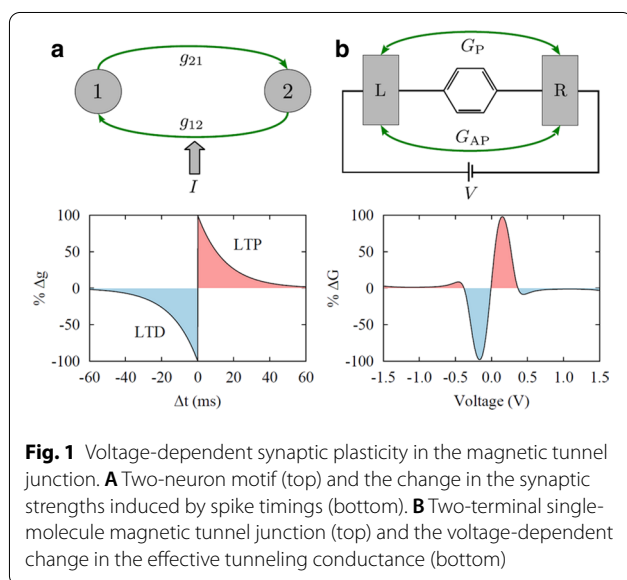 a
b
g21
1
2
g12
I
GP
L
R
GAP
V
100
50
0
-50
-100
% Δg
LTP
LTD
-60 -40 -20 0 20 40 60
Δt (ms)
100
50
0
-50
-100
% ΔG
-1.5 -1.0 -0.5 0.0 0.5 1.0 1.5
Voltage (V)
Fig. 1 Voltage-dependent synaptic plasticity in the magnetic tunnel
junction. A Two-neuron motif (top) and the change in the synaptic
strengths induced by spike timings (bottom). B Two-terminal single-
molecule magnetic tunnel junction (top) and the voltage-dependent
change in the effective tunneling conductance (bottom)